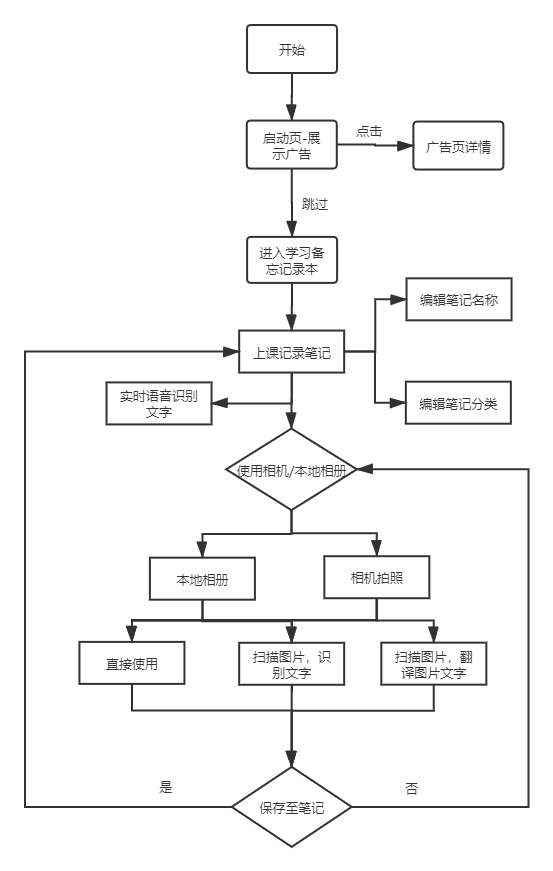 开始
启动页-展
示广告
点击
广告页详情
跳过
进入学习备
忘记录本
编辑笔记名称
上课记录笔记
实时语音识别
文字
编辑笔记分类
使用相机/本地相册
本地相册
相机拍照
直接使用
扫描图片，识
别文字
扫描图片，翻
译图片文字
是
否
保存至笔记